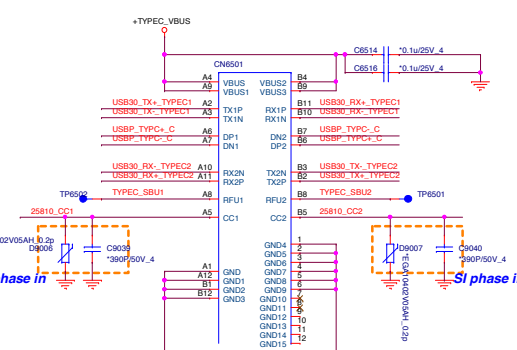 +TYPEC_VBUS
C6514 *0.1u/25V_4
C6516 *0.1u/25V_4
CN6501
A4 VBUS VBUS2 B4
A9 VBUS1 VBUS3 B9
USB30_TX+_TYPEC1 A2 TX1P RX1P B11 USB30_RX+_TYPEC1
USB30_TX-_TYPEC1 A3 TX1N RX1N B10 USB30_RX-_TYPEC1
USBP_TYPC+_C A6 DP1 DN2 B7 USBP_TYPC-_C
USBP_TYPC-_C A7 DN1 DP2 B6 USBP_TYPC+_C
USB30_RX-_TYPEC2 A10 RX2N TX2N B3 USB30_TX-_TYPEC2
USB30_RX+_TYPEC2 A11 RX2P TX2P B2 USB30_TX+_TYPEC2
TP6502 TYPEC_SBU1 A8 RFU1 RFU2 B8 TYPEC_SBU2 TP6501
25810_CC1 A5 CC1 CC2 B5 25810_CC2
02V05AH_0.2p
D9006 C9039
*390P/50V_4
D9007 C9040
*390P/50V_4
*EGA10402V05AH_0.2p
hase in
SI phase i
A1 GND GND4 1
A12 GND1 GND5 2
B1 GND2 GND6 3
B12 GND3 GND7 4
GND8 5
GND9 6
GND10
GND11
GND12
GND13 10
GND14 11
GND15 12